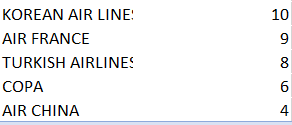 KOREAN AIR LINES 10
AIR FRANCE 9
TURKISH AIRLINES 8
COPA 6
AIR CHINA 4